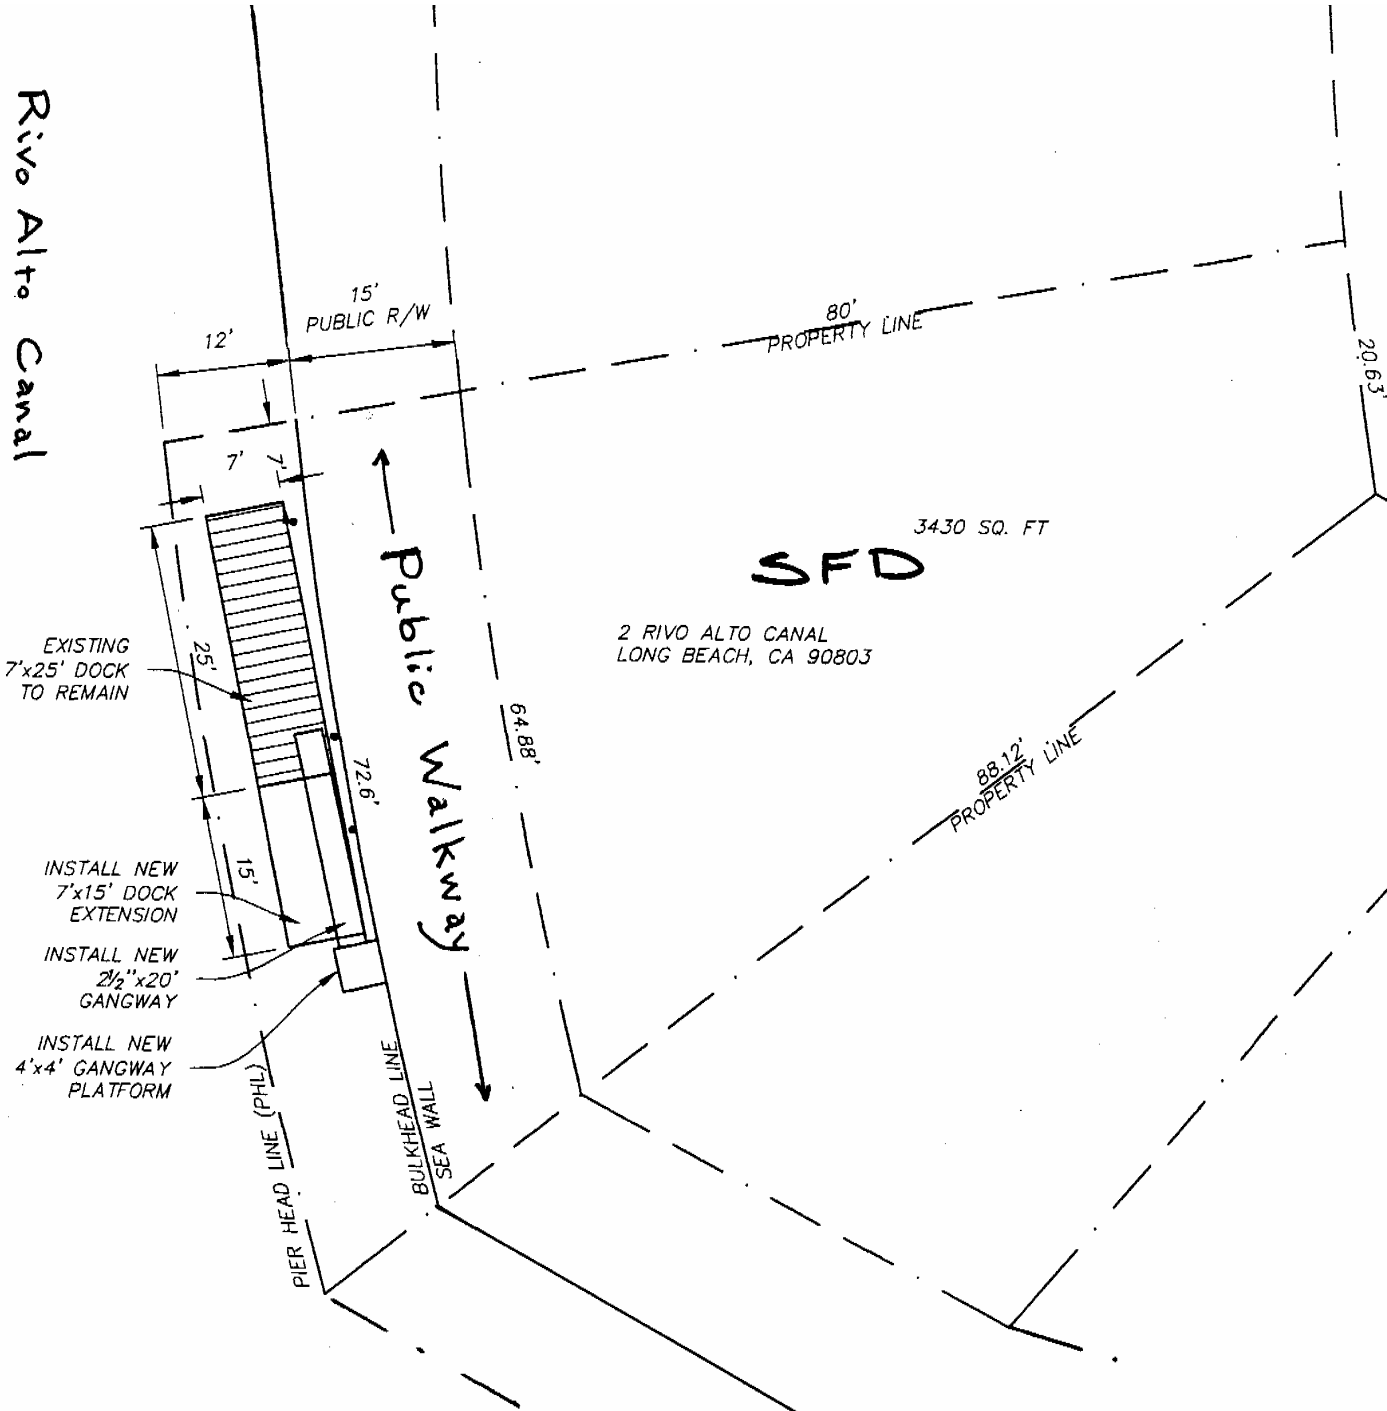 Rivo Alto Canal
15'
PUBLIC R/W
12'
80'
PROPERTY LINE
20.63'
7'
7'
Public Walkway
3430 SQ. FT
SFD
2 RIVO ALTO CANAL
LONG BEACH, CA 90803
EXISTING
7'x25' DOCK
TO REMAIN
25'
64.88'
72.6'
88.12'
PROPERTY LINE
INSTALL NEW
7'x15' DOCK
EXTENSION
15'
INSTALL NEW
2½"x20'
GANGWAY
INSTALL NEW
4'x4' GANGWAY
PLATFORM
PIER HEAD LINE (PHL)
BULKHEAD LINE
SEA WALL